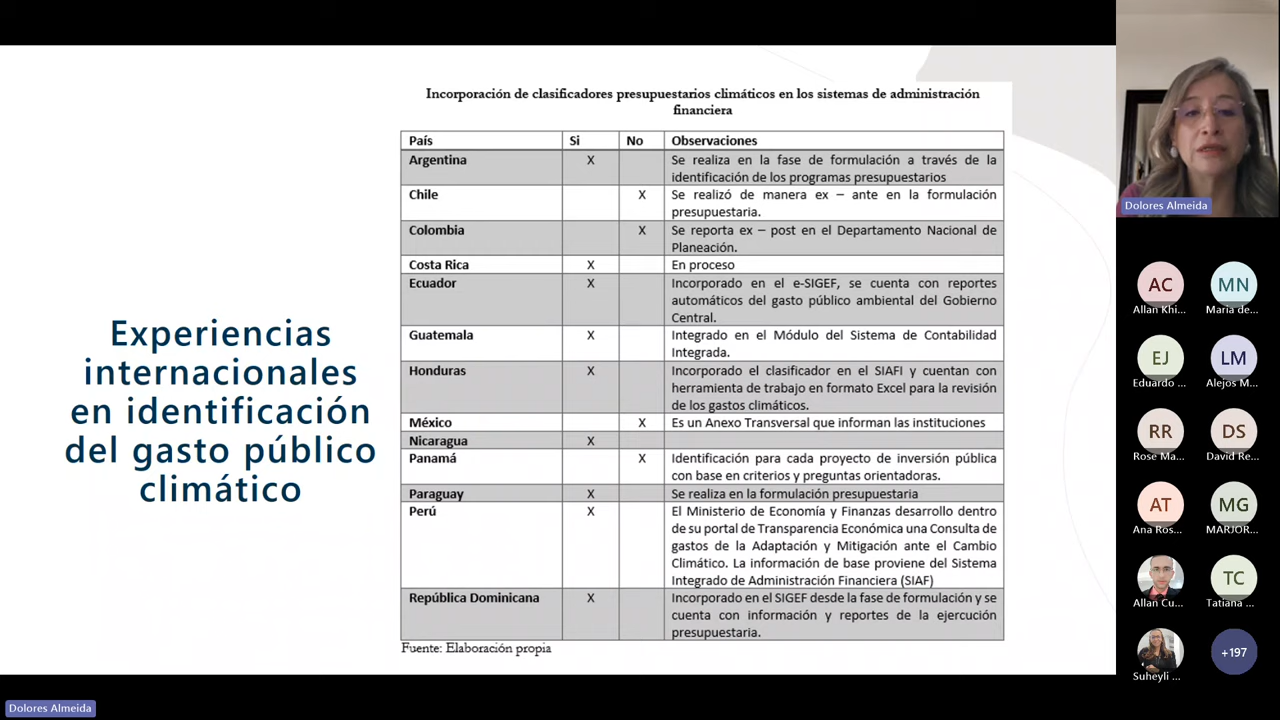 Experiencias
internacionales
en identificación
del gasto público
climático
Incorporación de clasificadores presupuestarios climáticos en los sistemas de administración
financiera
País Si No Observaciones
Argentina X Se realiza en la fase de formulación a través de la
identificación de los programas presupuestarios
Chile X Se realizó de manera ex – ante en la formulación
presupuestaria.
Colombia X Se reporta ex – post en el Departamento Nacional de
Planeación.
Costa Rica X En proceso
Ecuador X Incorporado en el e-SIGEF, se cuenta con reportes
automáticos del gasto público ambiental del Gobierno
Central.
Guatemala X Integrado en el Módulo del Sistema de Contabilidad
Integrada.
Honduras X Incorporado el clasificador en el SIAFI y cuentan con
herramienta de trabajo en formato Excel para la revisión
de los gastos climáticos.
México X Es un Anexo Transversal que informan las instituciones
Nicaragua X
Panamá X Identificación para cada proyecto de inversión pública
con base en criterios y preguntas orientadoras.
Paraguay X Se realiza en la formulación presupuestaria
Perú X El Ministerio de Economía y Finanzas desarrollo dentro
de su portal de Transparencia Económica una Consulta de
gastos de la Adaptación y Mitigación ante el Cambio
Climático. La información de base proviene del Sistema
Integrado de Administración Financiera (SIAF)
República Dominicana X Incorporado en el SIGEF desde la fase de formulación y se
cuenta con información y reportes de la ejercución
presupuestaria.
Fuente: Elaboración propia
Dolores Almeida
AC MN
Allan Khi... Maria de...
EJ LM
Eduardo ... Alejos M...
RR DS
Rose Ma... David Re...
AT MG
Ana Ros... MARJOR...
TC
Allan Cu... Tatiana ...
+197
Suheyli ...
Dolores Almeida